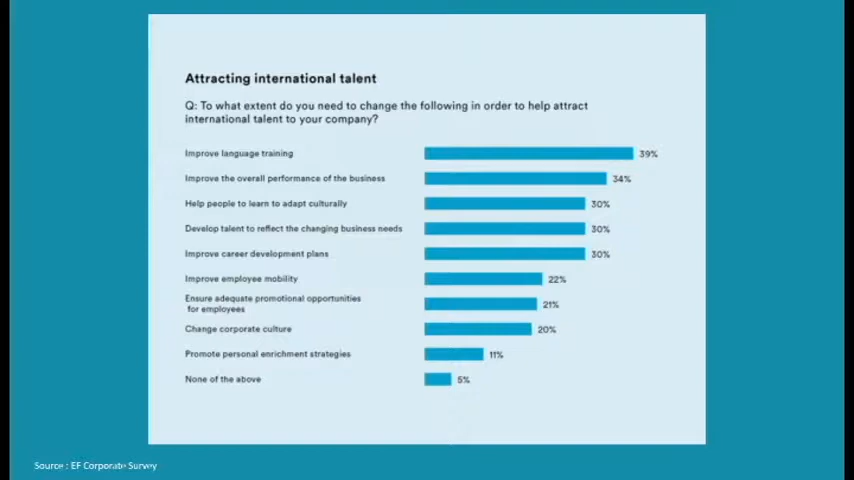 Attracting international talent
Q: To what extent do you need to change the following in order to help attract
international talent to your company?
Improve language training 39%
Improve the overall performance of the business 34%
Help people to learn to adapt culturally 30%
Develop talent to reflect the changing business needs 30%
Improve career development plans 30%
Improve employee mobility 22%
Ensure adequate promotional opportunities
for employees 21%
Change corporate culture 20%
Promote personal enrichment strategies 11%
None of the above 5%
Source : EF Corporate Survey